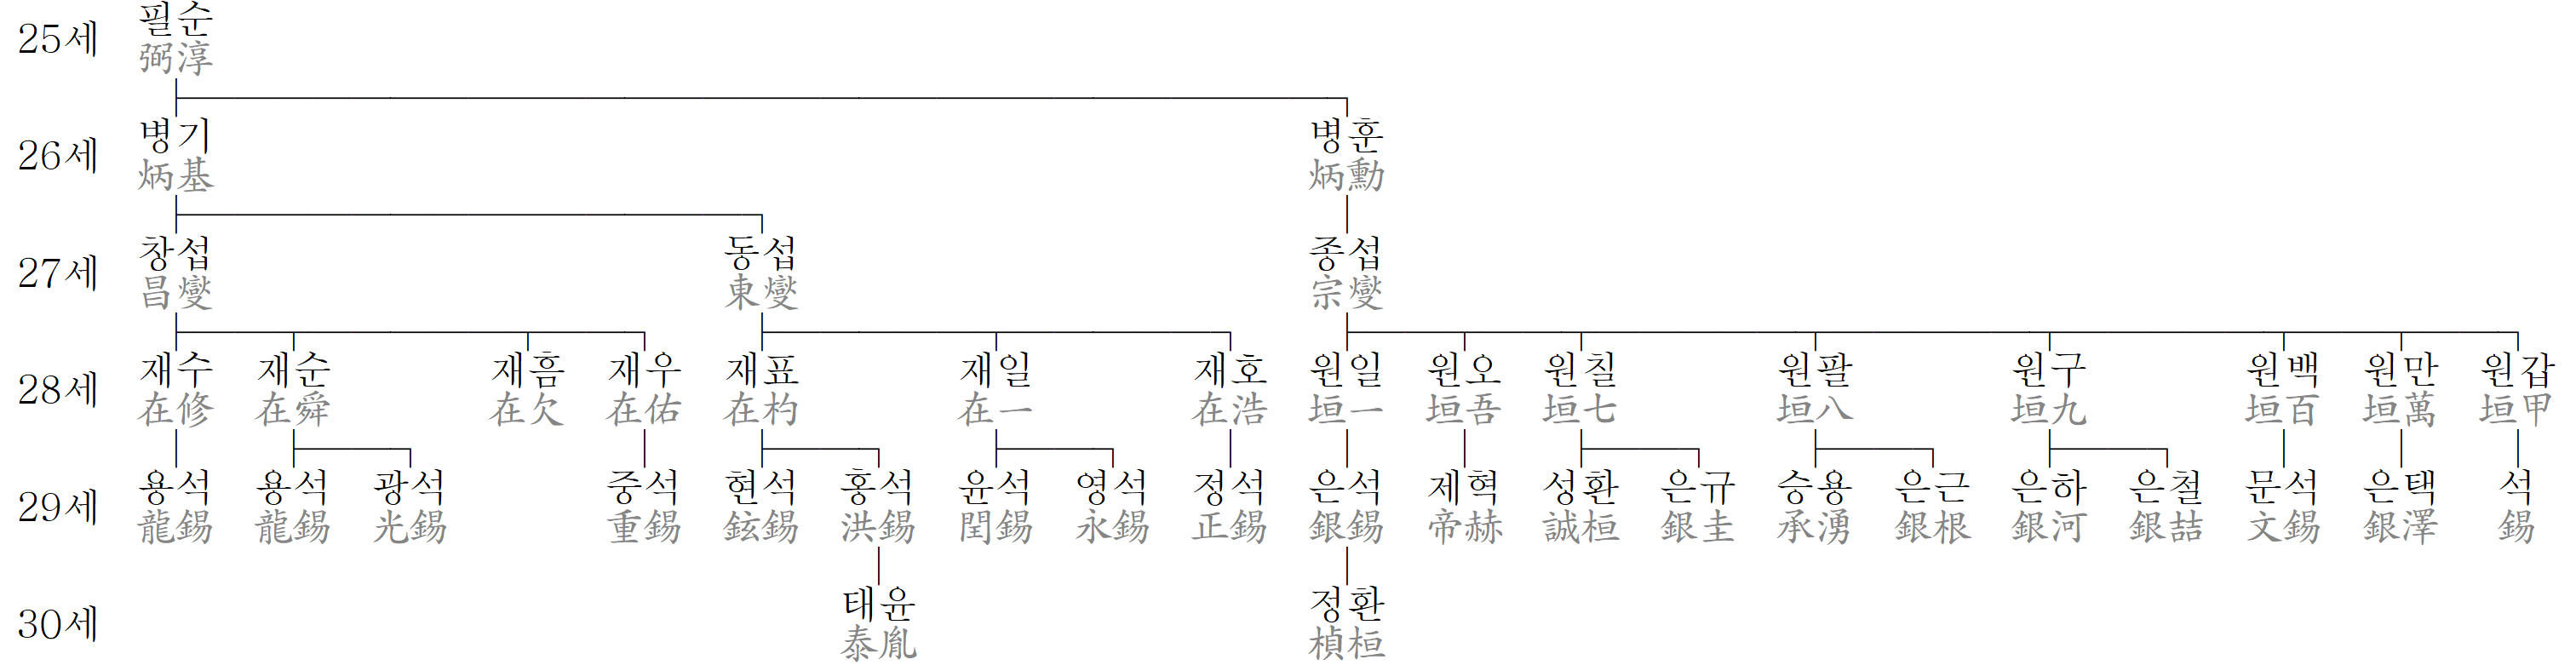 25세 필순
弼淳
26세 병기 병훈
炳基 炳勳
27세 창섭 동섭 종섭
昌燮 東燮 宗燮
28세 재수 재순 재흠 재우 재표 재일 재호 원일 원오 원칠 원팔 원구 원백 원만 원갑
在修 在舜 在欠 在佑 在杓 在一 在浩 垣一 垣吾 垣七 垣八 垣九 垣百 垣萬 垣甲
29세 용석 용석 광석 중석 현석 홍석 윤석 영석 정석 은석 제혁 성환 은규 승용 은근 은하 은철 문석 은택 석
龍錫 龍錫 光錫 重錫 鉉錫 洪錫 閏錫 永錫 正錫 銀錫 帝赫 誠桓 銀圭 承湧 銀根 銀河 銀喆 文錫 銀澤 錫
30세 태윤 정환
泰胤 楨桓